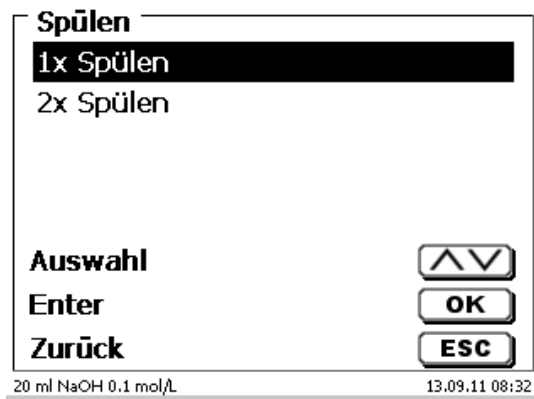 Spülen
1x Spülen
2x Spülen
Auswahl
Enter OK
Zurück ESC
20 ml NaOH 0.1 mol/L 13.09.11 08:32